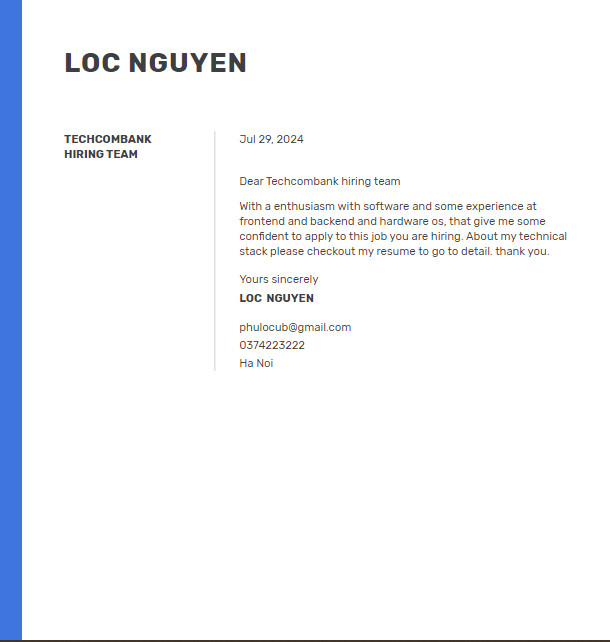 LOC NGUYEN
TECHCOMBANK
HIRING TEAM
Jul 29, 2024
Dear Techcombank hiring team
With a enthusiasm with software and some experience at
frontend and backend and hardware os, that give me some
confident to apply to this job you are hiring. About my technical
stack please checkout my resume to go to detail. thank you.
Yours sincerely
LOC NGUYEN
phulocub@gmail.com
0374223222
Ha Noi